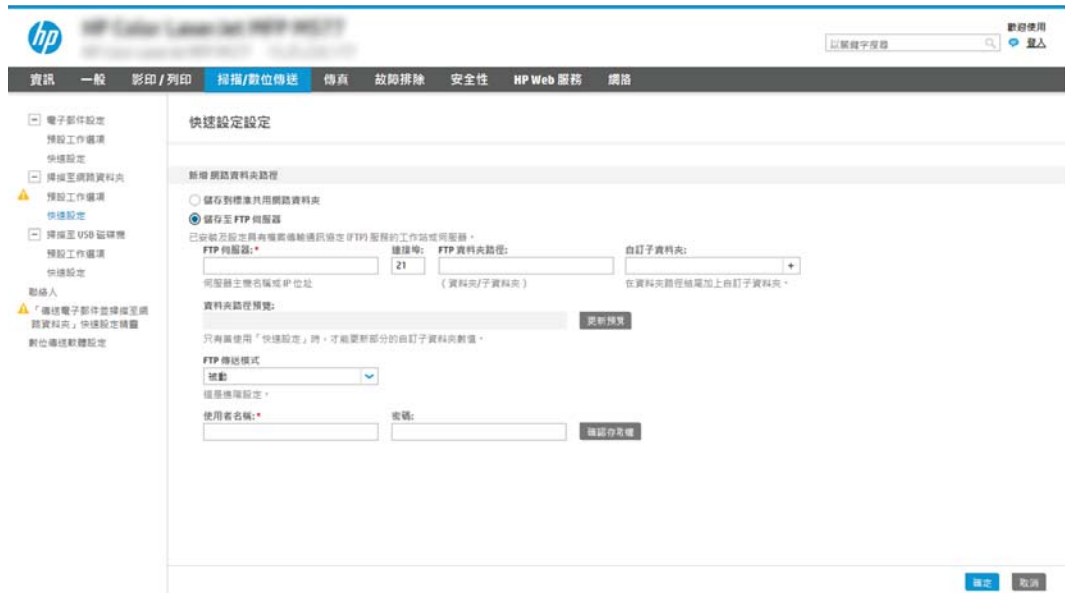 hp
歡迎使用
以關鍵字搜尋
登入
資訊 一般 影印 / 列印 掃描/數位傳送 傳真 故障排除 安全性 HP Web 服務 網路
電子郵件設定
預設工作選項
快速設定
掃描至網路資料夾
預設工作選項
快速設定
掃描至 USB 磁碟機
預設工作選項
快速設定
聯絡人
「傳送電子郵件並掃描至網
路資料夾」快速設定精靈
數位傳送軟體設定
快速設定設定
新增 網路資料夾路徑
儲存到標準共用網路資料夾
儲存至 FTP 伺服器
已安裝及設定具有檔案傳輸通訊協定 (FTP) 服務的工作站或伺服器。
FTP 伺服器:* 連接埠: FTP 資料夾路徑: 自訂子資料夾:
21 +
伺服器主機名稱或 IP 位址 (資料夾/子資料夾) 在資料夾路徑結尾加上自訂子資料夾。
資料夾路徑預覽:
更新預覽
只有當使用「快速設定」時，才能更新部分的自訂子資料夾數值。
FTP 傳送模式
被動
這是進階設定。
使用者名稱:* 密碼:
確認存取權
確定 取消